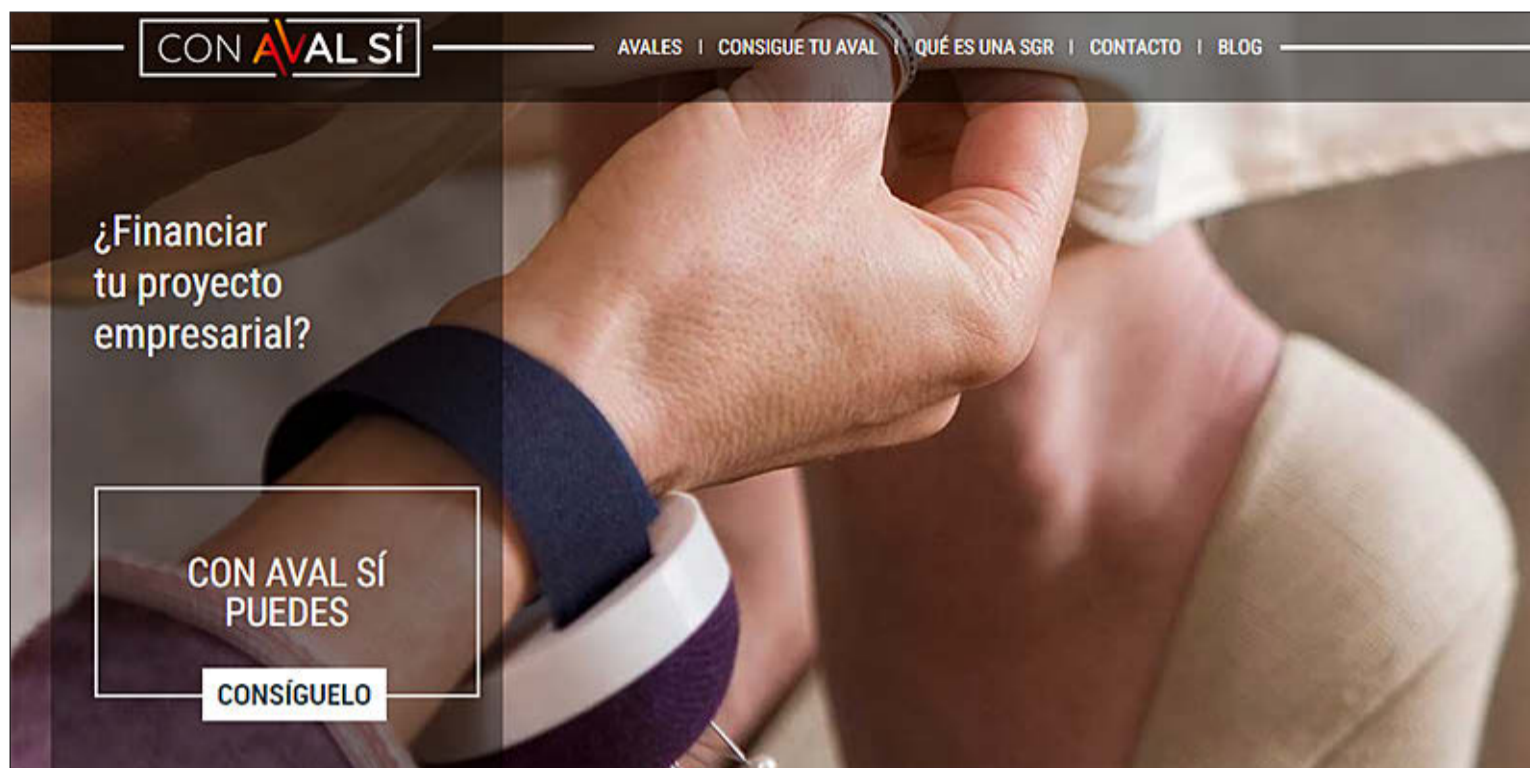 CON AVAL SÍ
AVALES | CONSIGUE TU AVAL | QUÉ ES UNA SGR | CONTACTO | BLOG
¿Financiar
tu proyecto
empresarial?
CON AVAL SÍ
PUEDES
CONSÍGUELO